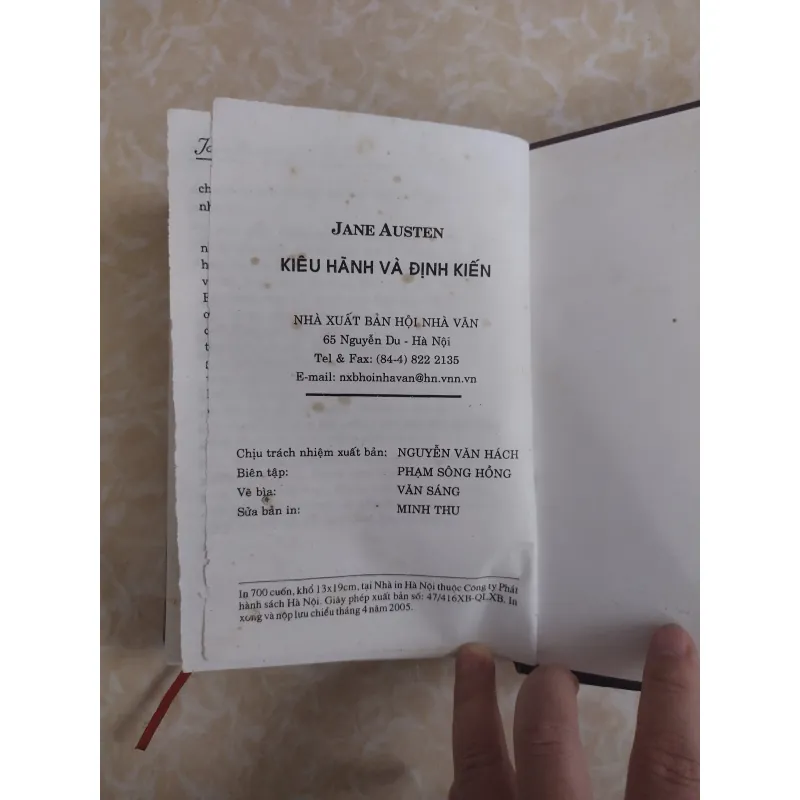 JANE AUSTEN
KIÊU HÃNH VÀ ĐỊNH KIẾN
NHÀ XUẤT BẢN HỘI NHÀ VĂN
65 Nguyễn Du - Hà Nội
Tel & Fax: (84-4) 822 2135
E-mail: nxbhoinhavan@hn.vnn.vn
Chịu trách nhiệm xuất bản: NGUYỄN VĂN HÁCH
Biên tập: PHẠM SÔNG HỒNG
Vẽ bìa: VĂN SÁNG
Sửa bản in: MINH THU
In 700 cuốn, khổ 13x19cm, tại Nhà in Hà Nội thuộc Công ty Phát
hành sách Hà Nội. Giấy phép xuất bản số: 47/416XB-QLXB. In
xong và nộp lưu chiểu tháng 4 năm 2005.